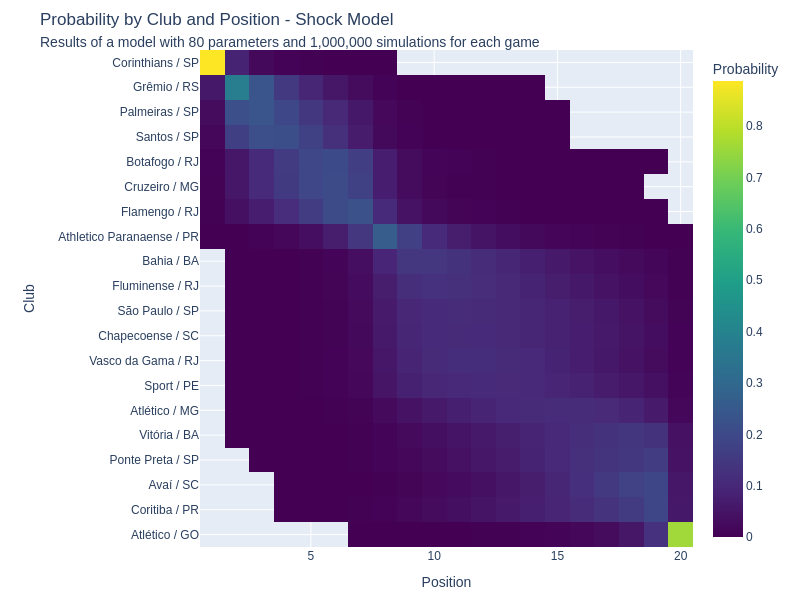 Probability by Club and Position - Shock Model
Results of a model with 80 parameters and 1,000,000 simulations for each game
Probability
Corinthians / SP
Grêmio / RS
Palmeiras / SP
Santos / SP
Botafogo / RJ
Cruzeiro / MG
Flamengo / RJ
Athletico Paranaense / PR
Bahia / BA
Fluminense / RJ
São Paulo / SP
Chapecoense / SC
Vasco da Gama / RJ
Sport / PE
Atlético / MG
Vitória / BA
Ponte Preta / SP
Avaí / SC
Coritiba / PR
Atlético / GO
Club
5 10 15 20
Position
0.8
0.7
0.6
0.5
0.4
0.3
0.2
0.1
0